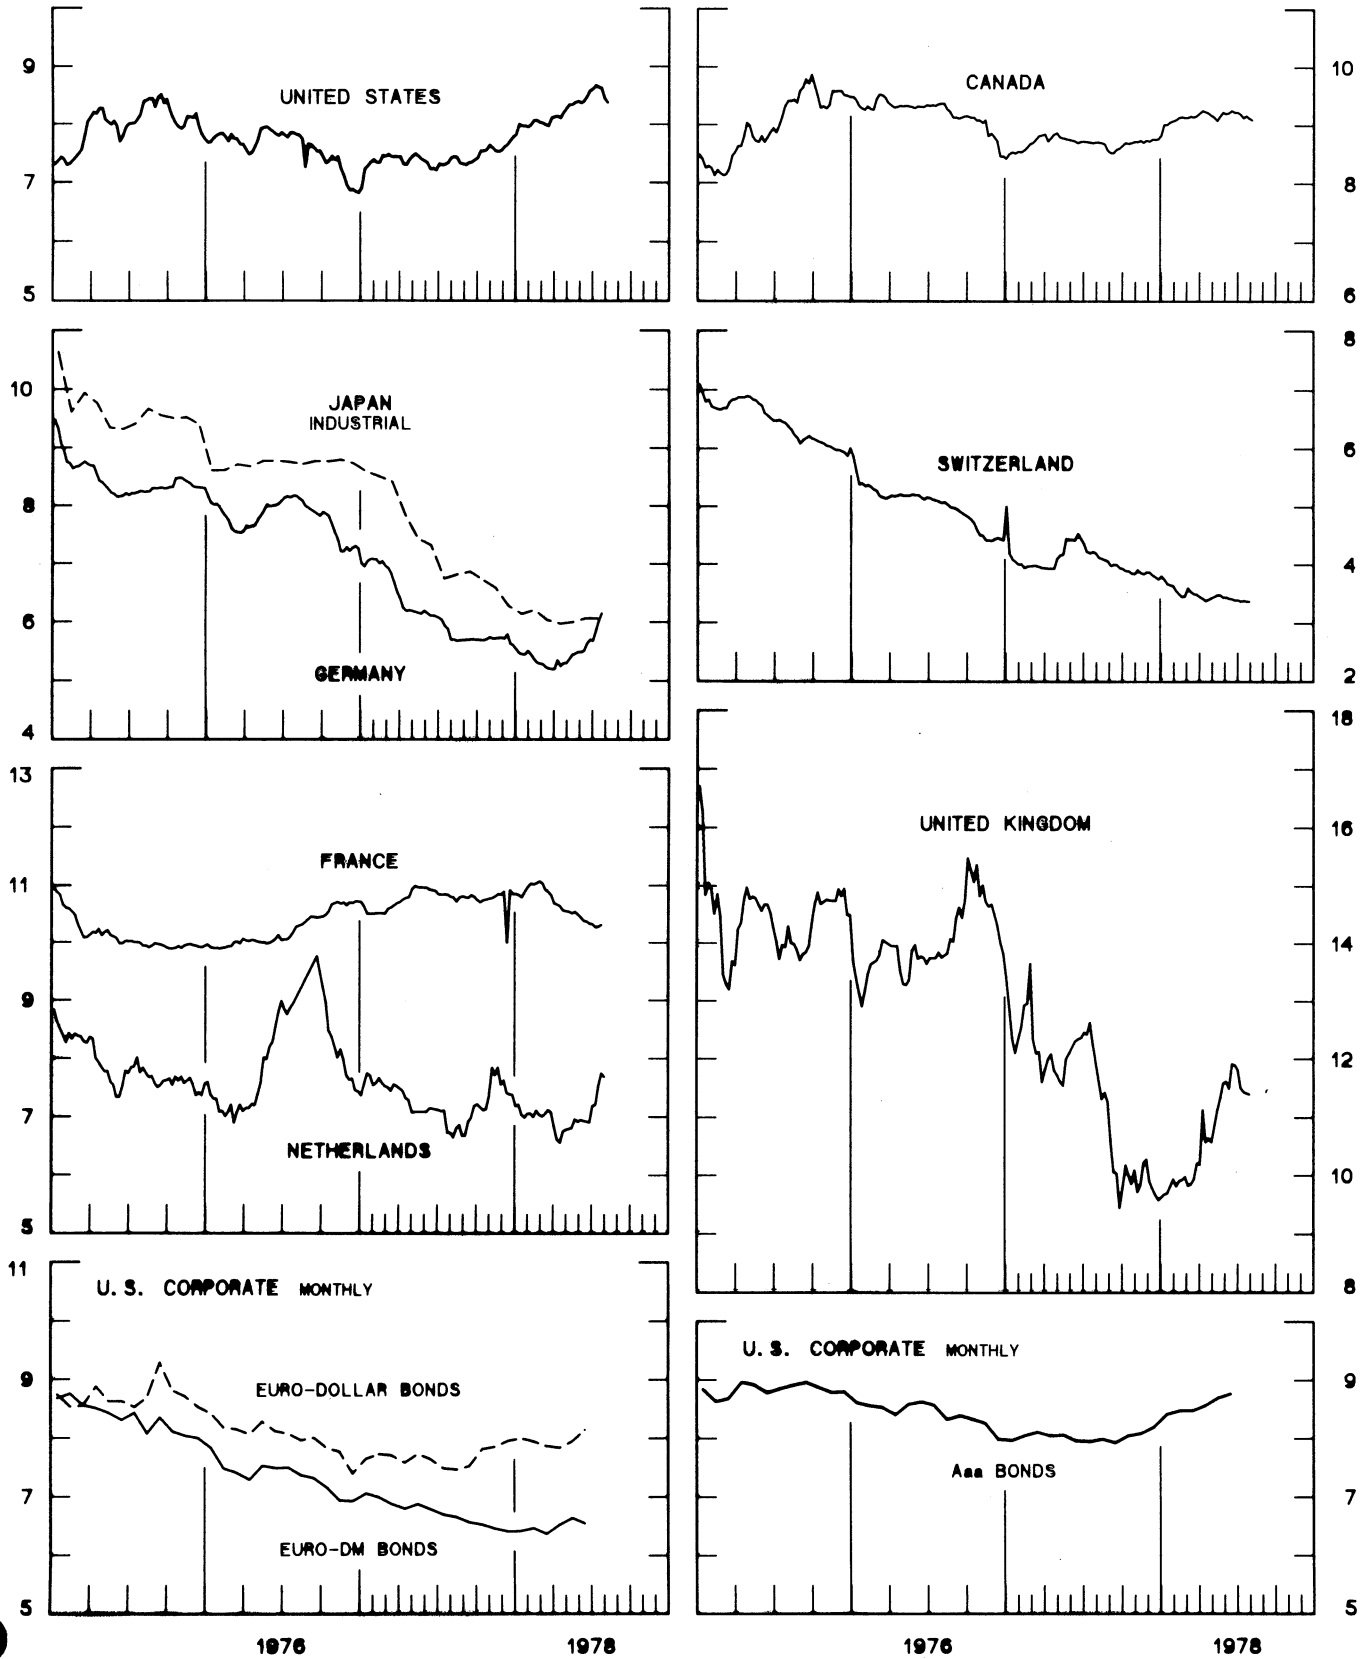 9
UNITED STATES
7
5
CANADA
10
8
6
10
JAPAN
INDUSTRIAL
8
6
GERMANY
4
8
6
SWITZERLAND
4
2
13
FRANCE
11
9
7
NETHERLANDS
5
18
UNITED KINGDOM
16
14
12
10
8
11
U.S. CORPORATE MONTHLY
9
EURO-DOLLAR BONDS
7
EURO-DM BONDS
5
1976 1978
U.S. CORPORATE MONTHLY
9
Aaa BONDS
7
5
1976 1978